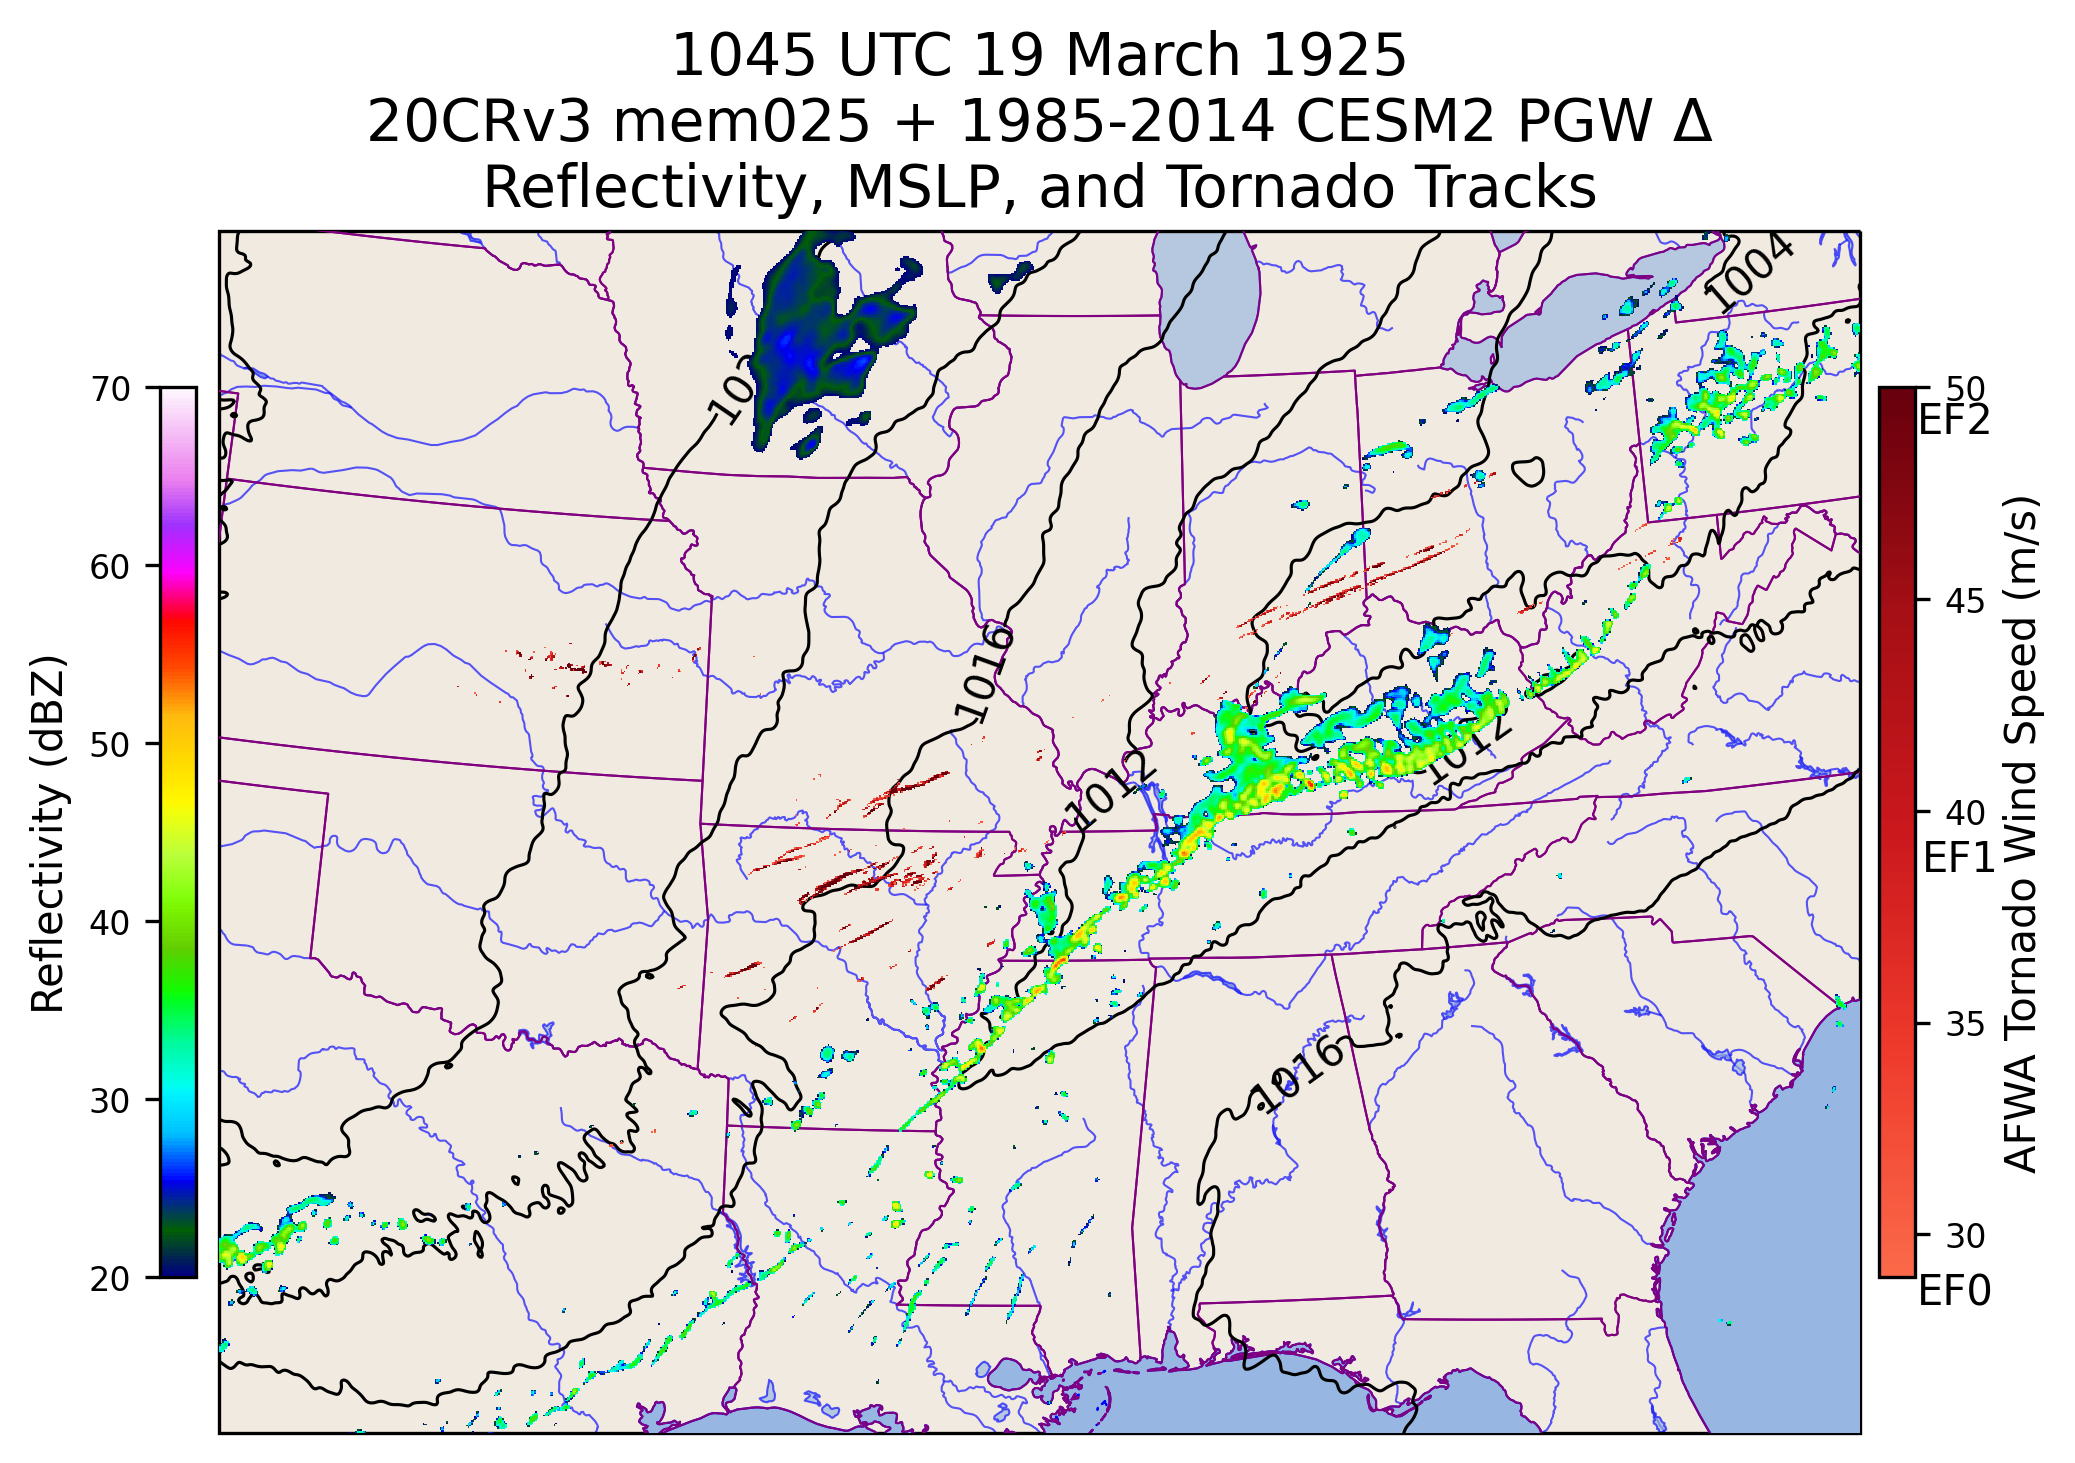 1045 UTC 19 March 1925
20CRv3 mem025 + 1985-2014 CESM2 PGW Δ
Reflectivity, MSLP, and Tornado Tracks
1004
1016
1012
1012
1016
70
60
50
40
30
20
Reflectivity (dBZ)
50
EF2
45
40
EF1
35
30
EF0
AFWA Tornado Wind Speed (m/s)